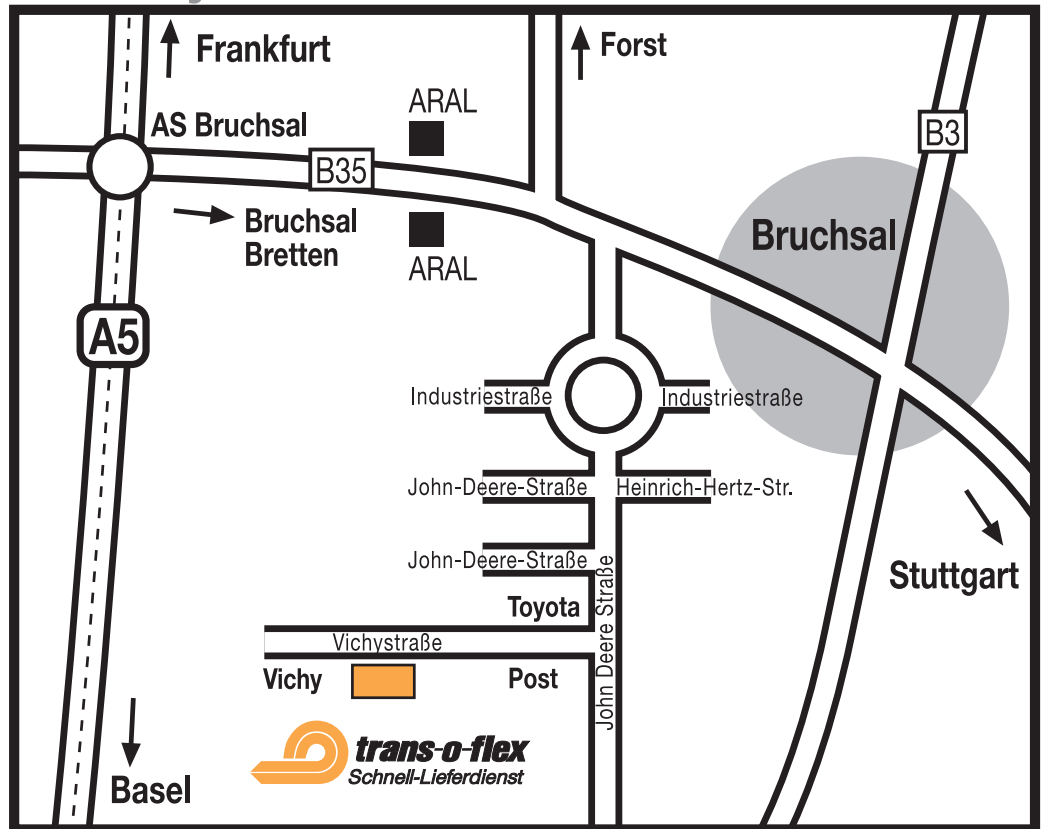 Frankfurt
Forst
ARAL
AS Bruchsal
B3
B35
Bruchsal
Bretten
Bruchsal
ARAL
A5
Industriestraße
Industriestraße
John-Deere-Straße
Heinrich-Hertz-Str.
John-Deere-Straße
John Deere Straße
Stuttgart
Toyota
Vichystraße
Vichy
Post
trans-o-flex
Schnell-Lieferdienst
Basel